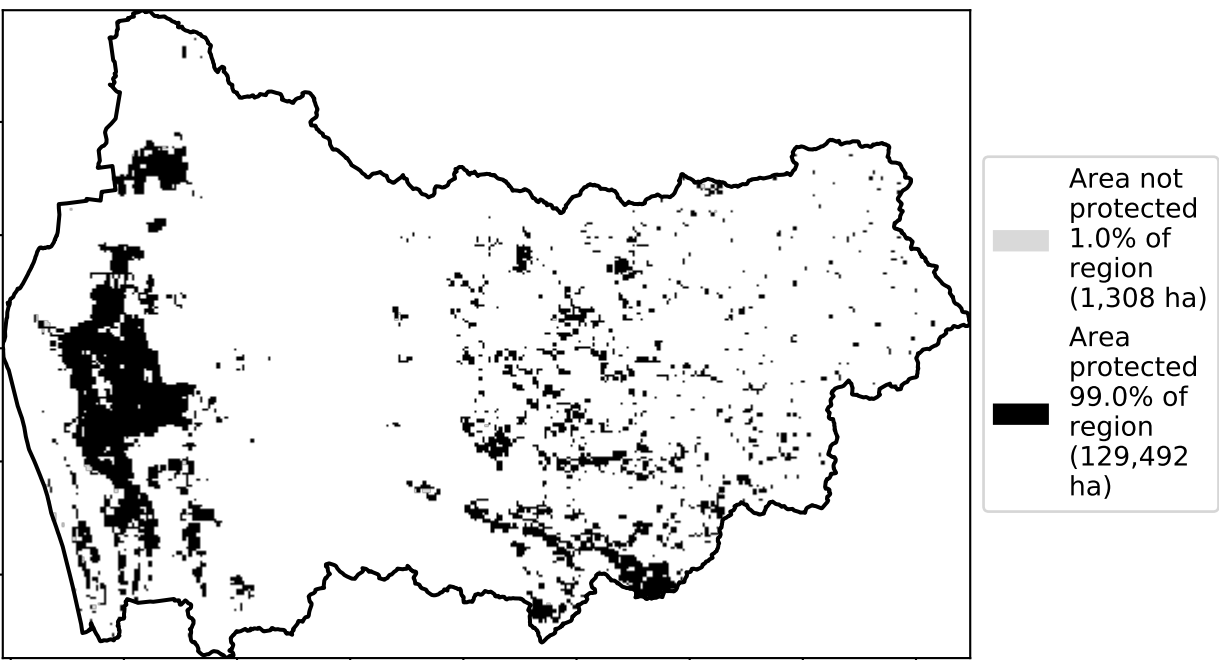 Area not
protected
1.0% of
region
(1,308 ha)
Area
protected
99.0% of
region
(129,492
ha)